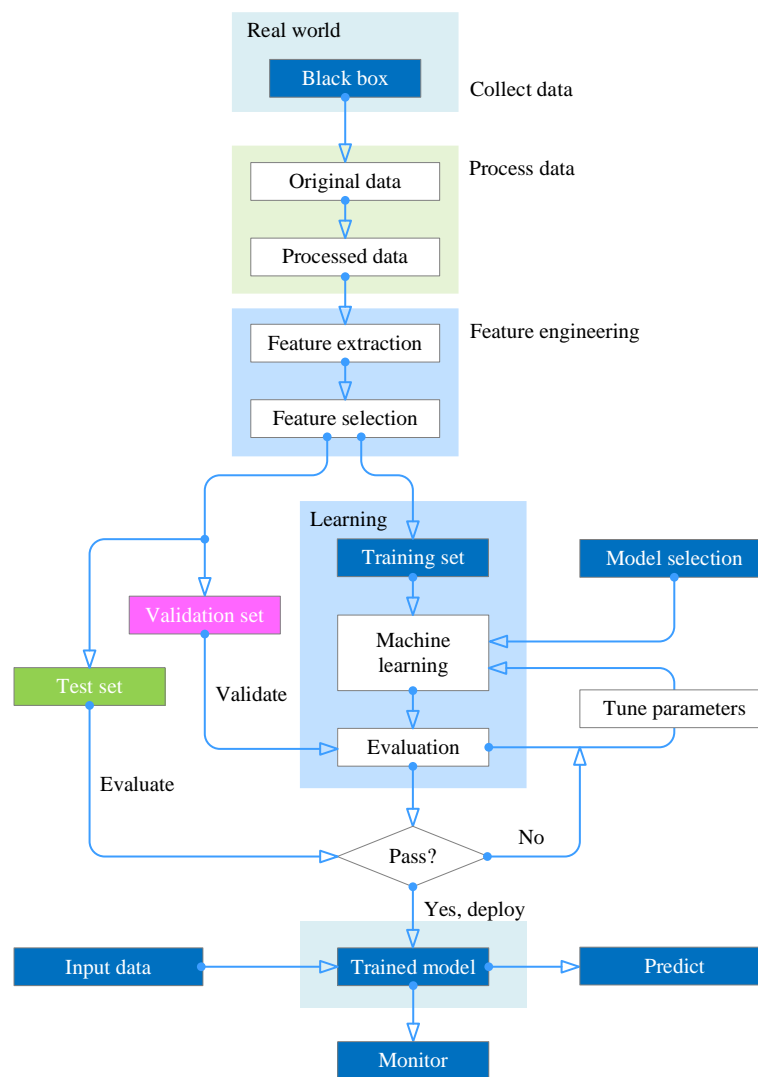 Real world
Black box
Collect data
Process data
Original data
Processed data
Feature engineering
Feature extraction
Feature selection
Learning
Training set
Model selection
Validation set
Machine
learning
Test set
Validate
Tune parameters
Evaluation
Evaluate
No
Pass?
Yes, deploy
Input data
Trained model
Predict
Monitor